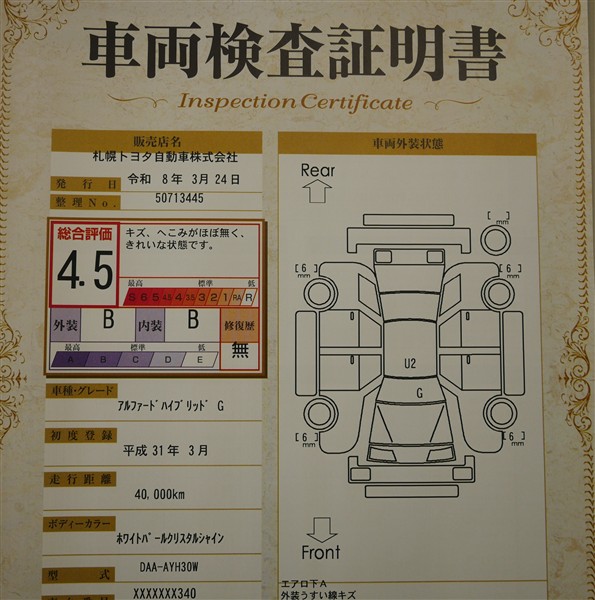 車両検査証明書
Inspection Certificate
販売店名
札幌トヨタ自動車株式会社
発行日 令和 8年 3月24日
整理No. 50713445
総合評価
4.5
キズ、へこみがほぼ無く、
きれいな状態です。
最高 標準 低
S 6 5 4.5 4 3.5 3 2 1 RA R
外装 B 内装 B 修復歴
無
最高 標準 低
A B C D E
車種・グレード
アルファードハイブリッド G
初度登録
平成 31年 3月
走行距離
40,000km
ボディーカラー
ホワイトパールクリスタルシャイン
型式
DAA-AYH30W
XXXXXXX340
車両外装状態
Rear
[ ]
mm
[6]
mm
[6]
mm
U2
G
[6]
mm
[6]
mm
Front
エアロ下A
外装うすい線キズ